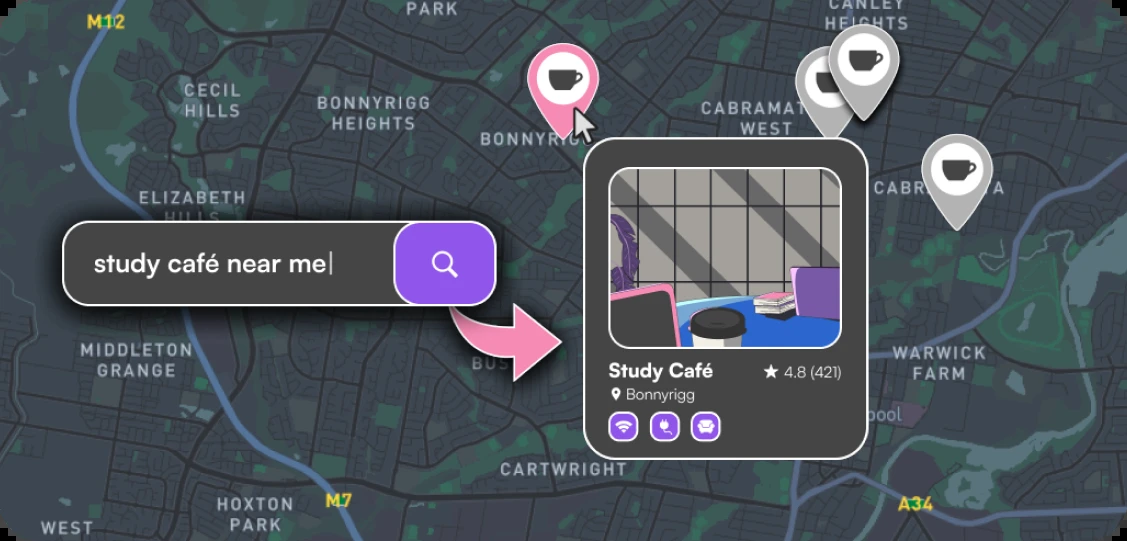 M12
PARK
CANLEY
HEIGHTS
CECIL
HILLS
BONNYRIGG
HEIGHTS
CABRAMAT
WEST
BONNYRIG
ELIZABETH
HILLS
CABR
A
study café near me
MIDDLETON
GRANGE
BUS
WARWICK
FARM
Study Café
★ 4.8 (421)
Bonnyrigg
pool
CARTWRIGHT
HOXTON
PARK
M7
A34
WEST